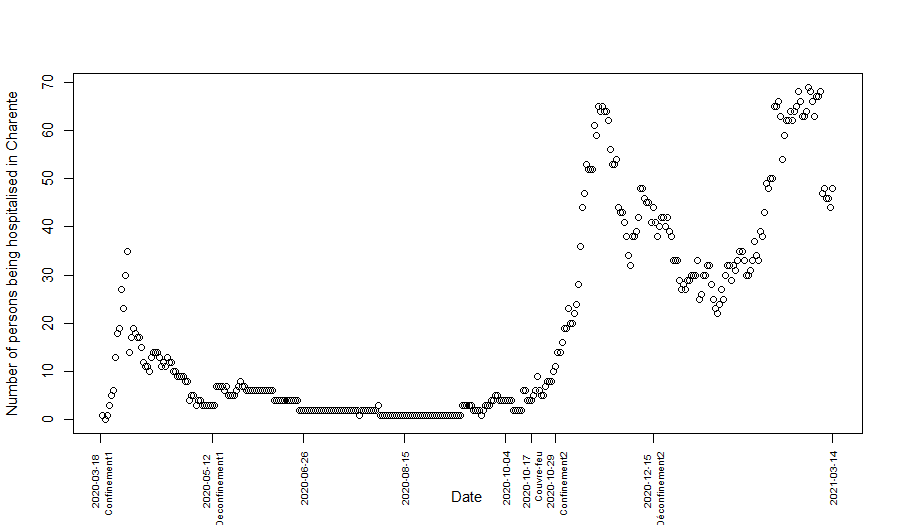 Number of persons being hospitalised in Charente
70
60
50
40
30
20
10
0
2020-03-18
Confinement1
2020-05-12
Déconfinement1
2020-06-26
2020-08-15
2020-10-04
2020-10-17
Couvre-feu
2020-10-29
Confinement2
2020-12-15
Déconfinement2
2021-03-14
Date